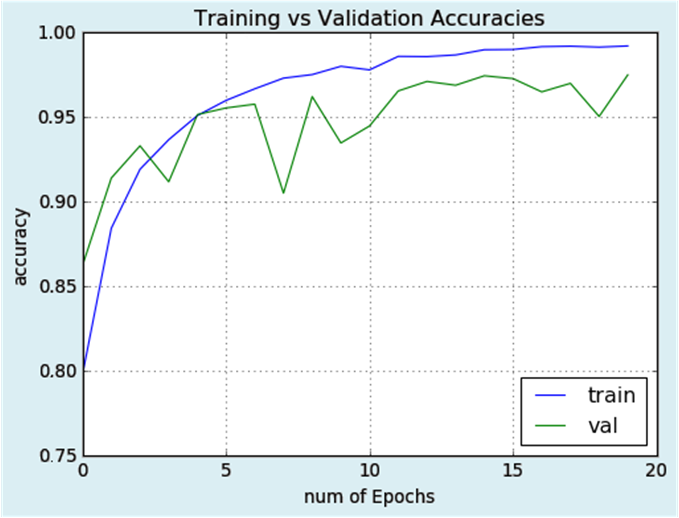 Training vs Validation Accuracies
1.00
0.95
0.90
0.85
0.80
0.75
accuracy
train
val
0 5 10 15 20
num of Epochs